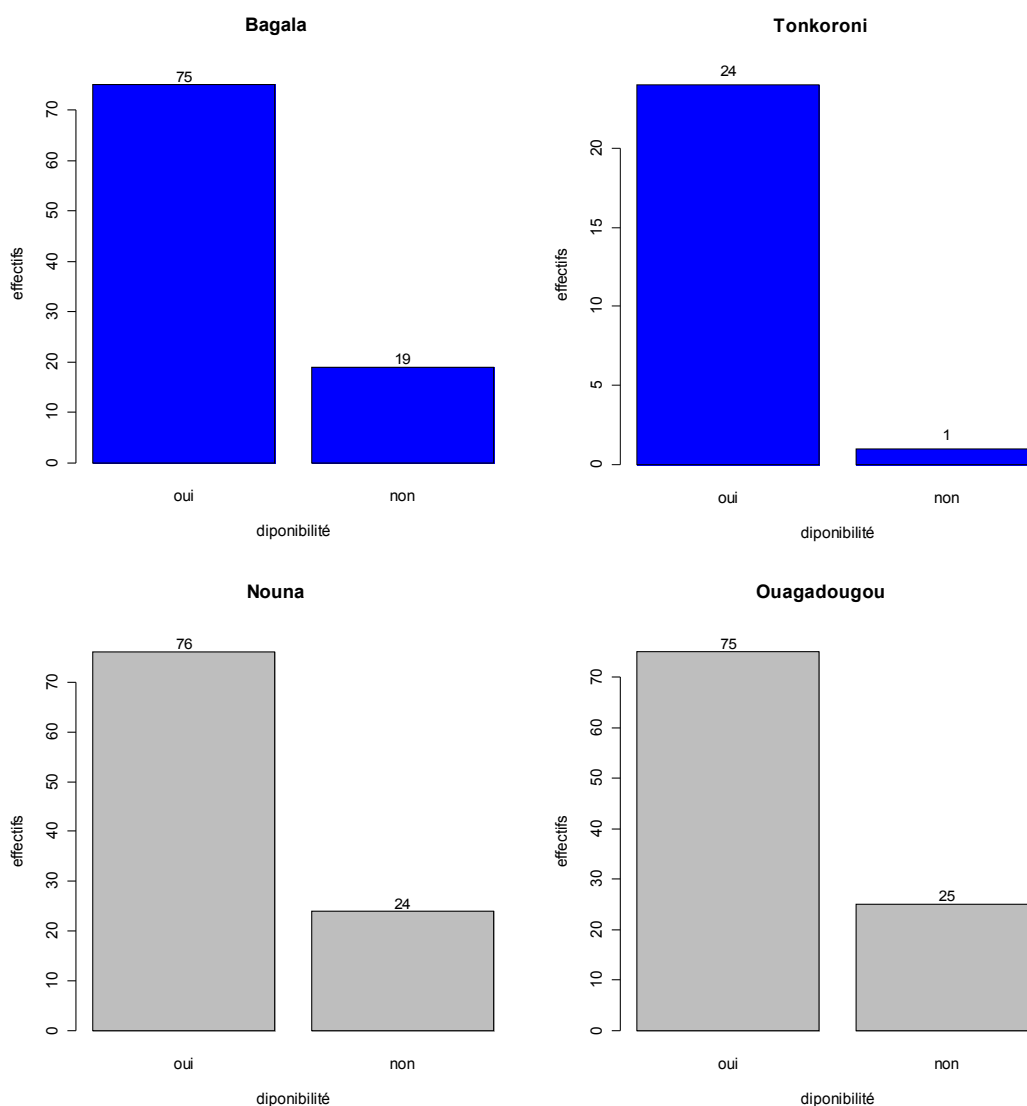 Bagala
75
19
0
10
20
30
40
50
60
70
effectifs
oui
non
diponibilité
Tonkoroni
24
1
0
5
10
15
20
effectifs
oui
non
diponibilité
Nouna
76
24
0
10
20
30
40
50
60
70
effectifs
oui
non
diponibilité
Ouagadougou
75
25
0
10
20
30
40
50
60
70
effectifs
oui
non
diponibilité